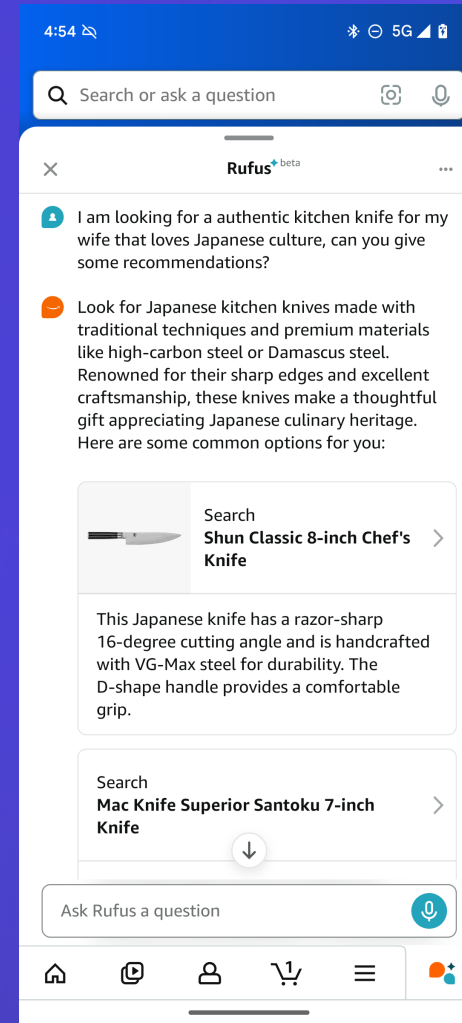 4:54 5G
Search or ask a question
Rufus beta
I am looking for a authentic kitchen knife for my
wife that loves Japanese culture, can you give
some recommendations?
Look for Japanese kitchen knives made with
traditional techniques and premium materials
like high-carbon steel or Damascus steel.
Renowned for their sharp edges and excellent
craftsmanship, these knives make a thoughtful
gift appreciating Japanese culinary heritage.
Here are some common options for you:
Search
Shun Classic 8-inch Chef's
Knife
This Japanese knife has a razor-sharp
16-degree cutting angle and is handcrafted
with VG-Max steel for durability. The
D-shape handle provides a comfortable
grip.
Search
Mac Knife Superior Santoku 7-inch
Knife
Ask Rufus a question
1